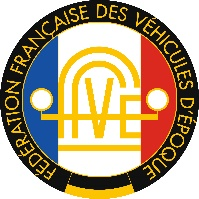 FÉDÉRATION FRANÇAISE DES VÉHICULES D'ÉPOQUE
FFVE